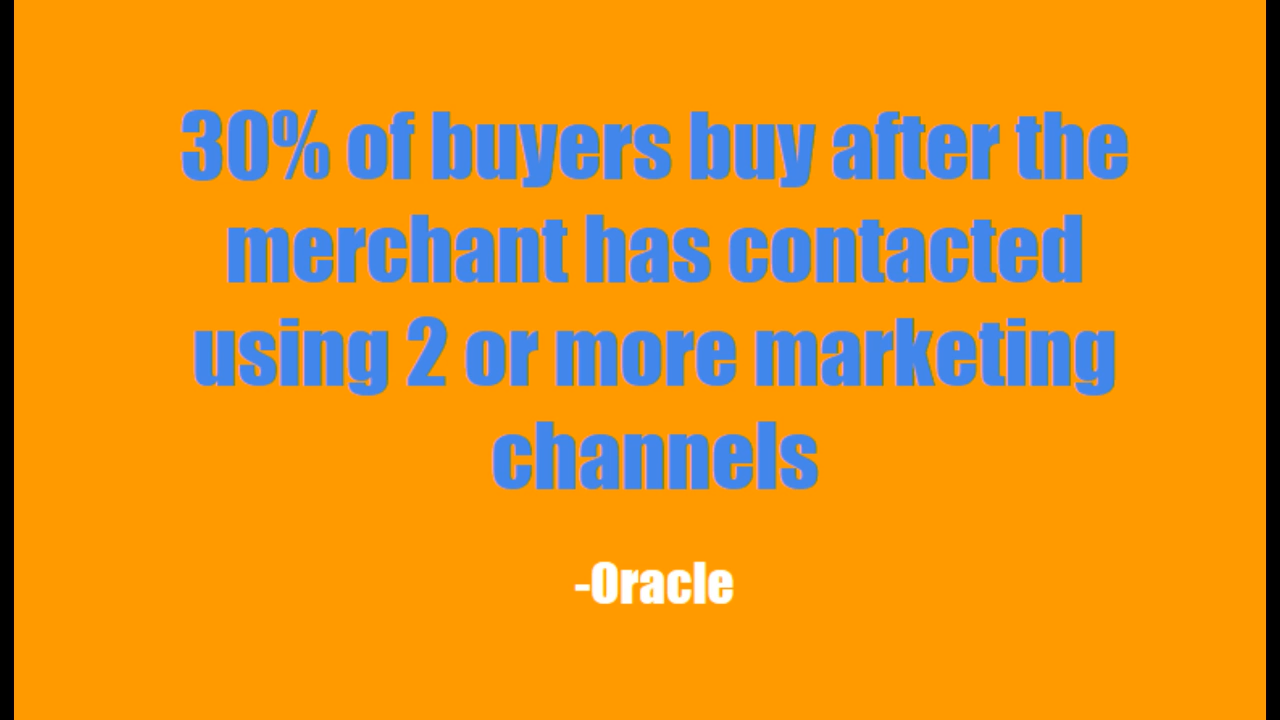 30% of buyers buy after the
merchant has contacted
using 2 or more marketing
channels
-Oracle